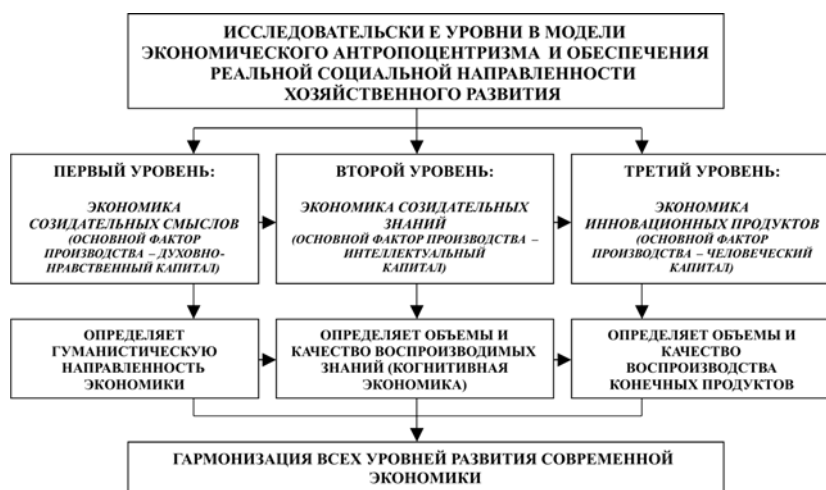 ИССЛЕДОВАТЕЛЬСКИ Е УРОВНИ В МОДЕЛИ
ЭКОНОМИЧЕСКОГО АНТРОПОЦЕНТРИЗМА И ОБЕСПЕЧЕНИЯ
РЕАЛЬНОЙ СОЦИАЛЬНОЙ НАПРАВЛЕННОСТИ
ХОЗЯЙСТВЕННОГО РАЗВИТИЯ
ПЕРВЫЙ УРОВЕНЬ:
ЭКОНОМИКА
СОЗИДАТЕЛЬНЫХ СМЫСЛОВ
(ОСНОВНОЙ ФАКТОР
ПРОИЗВОДСТВА – ДУХОВНО-
НРАВСТВЕННЫЙ КАПИТАЛ)
ВТОРОЙ УРОВЕНЬ:
ЭКОНОМИКА СОЗИДАТЕЛЬНЫХ
ЗНАНИЙ
(ОСНОВНОЙ ФАКТОР ПРОИЗВОДСТВА –
ИНТЕЛЛЕКТУАЛЬНЫЙ
КАПИТАЛ)
ТРЕТИЙ УРОВЕНЬ:
ЭКОНОМИКА
ИННОВАЦИОННЫХ ПРОДУКТОВ
(ОСНОВНОЙ ФАКТОР
ПРОИЗВОДСТВА – ЧЕЛОВЕЧЕСКИЙ
КАПИТАЛ)
ОПРЕДЕЛЯЕТ
ГУМАНИСТИЧЕСКУЮ
НАПРАВЛЕННОСТЬ
ЭКОНОМИКИ
ОПРЕДЕЛЯЕТ ОБЪЕМЫ И
КАЧЕСТВО ВОСПРОИЗВОДИМЫХ
ЗНАНИЙ (КОГНИТИВНАЯ
ЭКОНОМИКА)
ОПРЕДЕЛЯЕТ ОБЪЕМЫ И
КАЧЕСТВО
ВОСПРОИЗВОДСТВА
КОНЕЧНЫХ ПРОДУКТОВ
ГАРМОНИЗАЦИЯ ВСЕХ УРОВНЕЙ РАЗВИТИЯ СОВРЕМЕННОЙ
ЭКОНОМИКИ